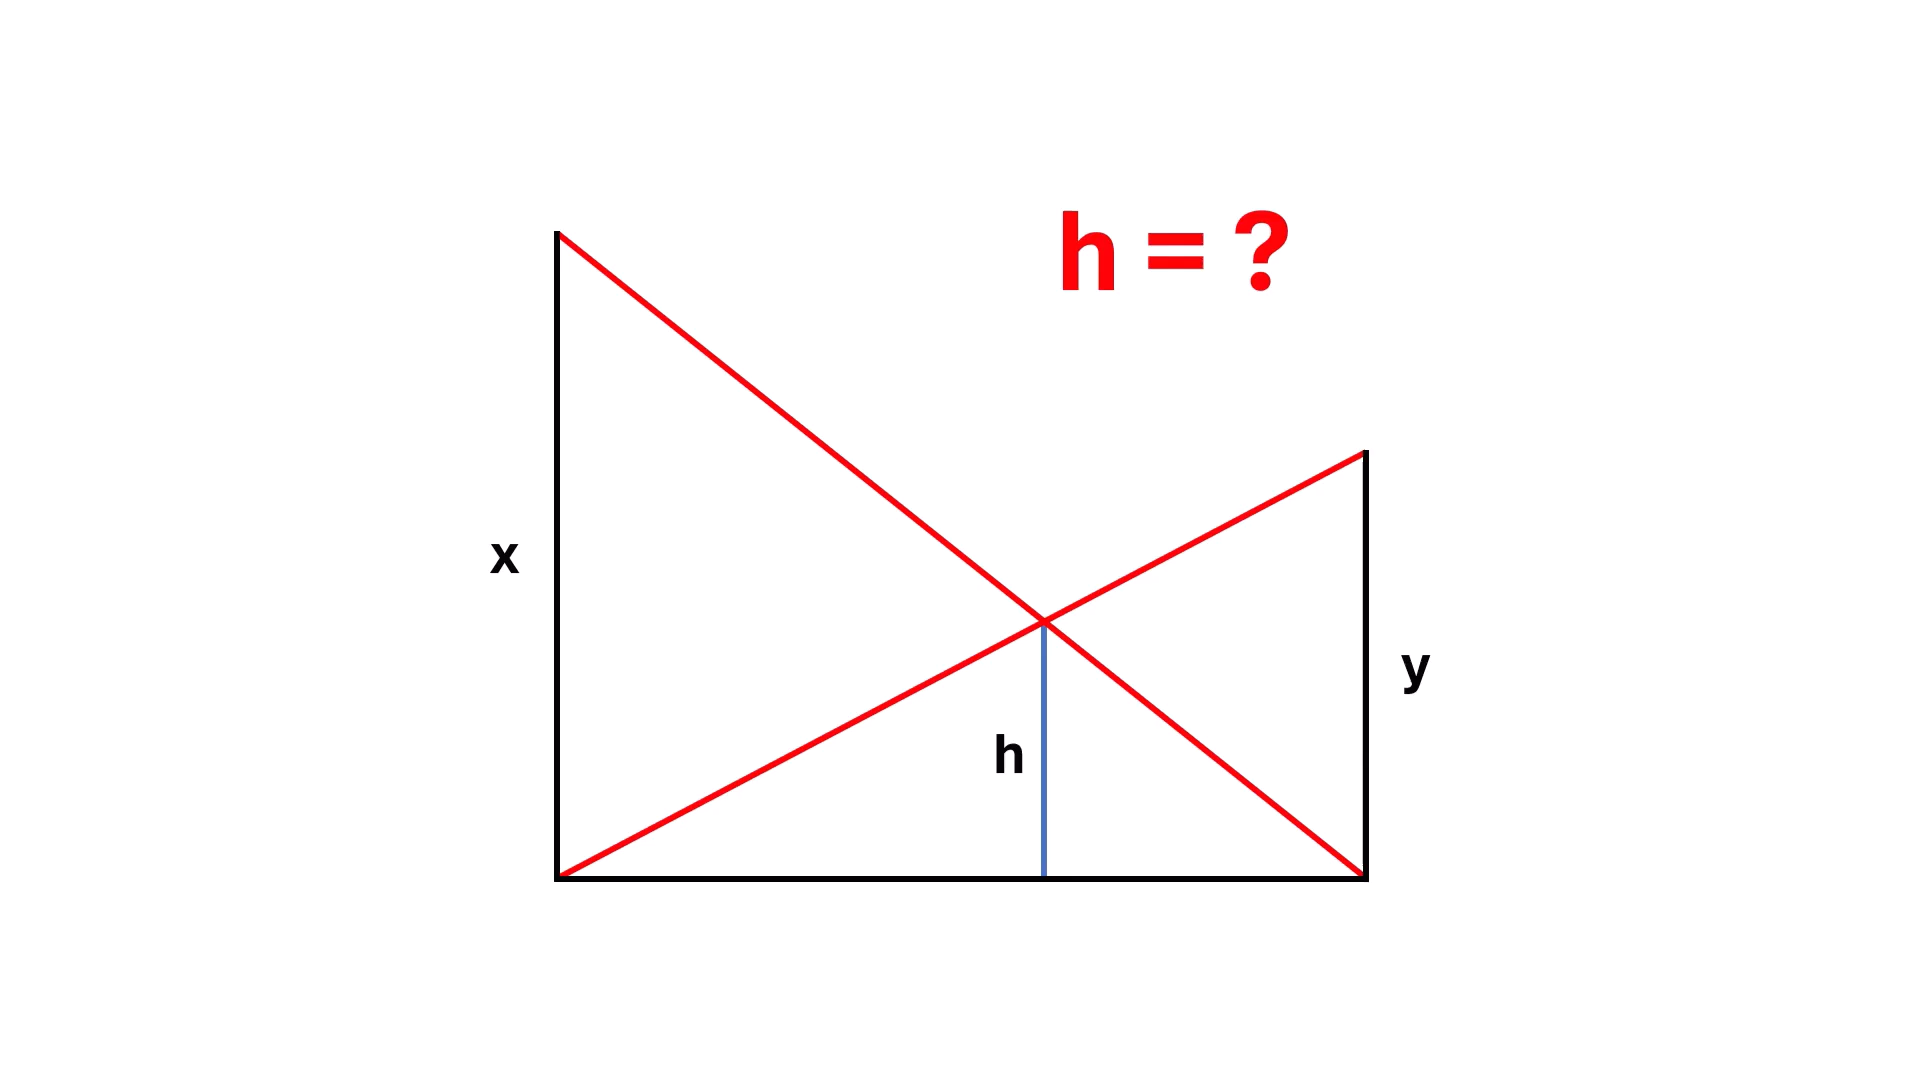 h = ?
x
y
h